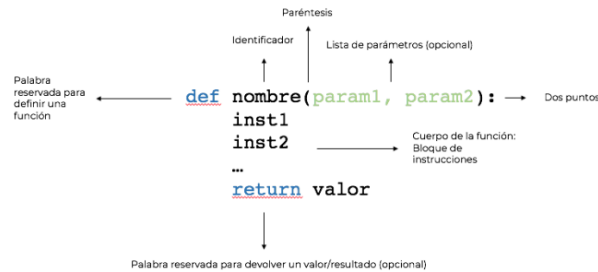 Paréntesis
Identificador
Lista de parámetros (opcional)
Palabra
reservada para
definir una
función
def nombre(param1, param2):
Dos puntos
inst1
inst2
…
return valor
Cuerpo de la función:
Bloque de
instrucciones
Palabra reservada para devolver un valor/resultado (opcional)